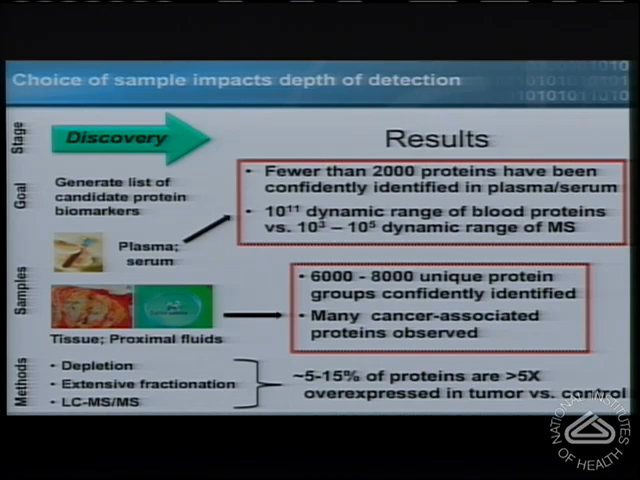 Choice of sample impacts depth of detection
Stage
Discovery
Results
Goal
Generate list of
candidate protein
biomarkers
• Fewer than 2000 proteins have been
confidently identified in plasma/serum
• 10¹¹ dynamic range of blood proteins
vs. 10³ – 10⁵ dynamic range of MS
Samples
Plasma;
serum
Tissue; Proximal fluids
• 6000 - 8000 unique protein
groups confidently identified
• Many cancer-associated
proteins observed
Methods
• Depletion
• Extensive fractionation
• LC-MS/MS
~5-15% of proteins are >5X
overexpressed in tumor vs. control
NATIONAL INSTITUTES
OF HEALTH